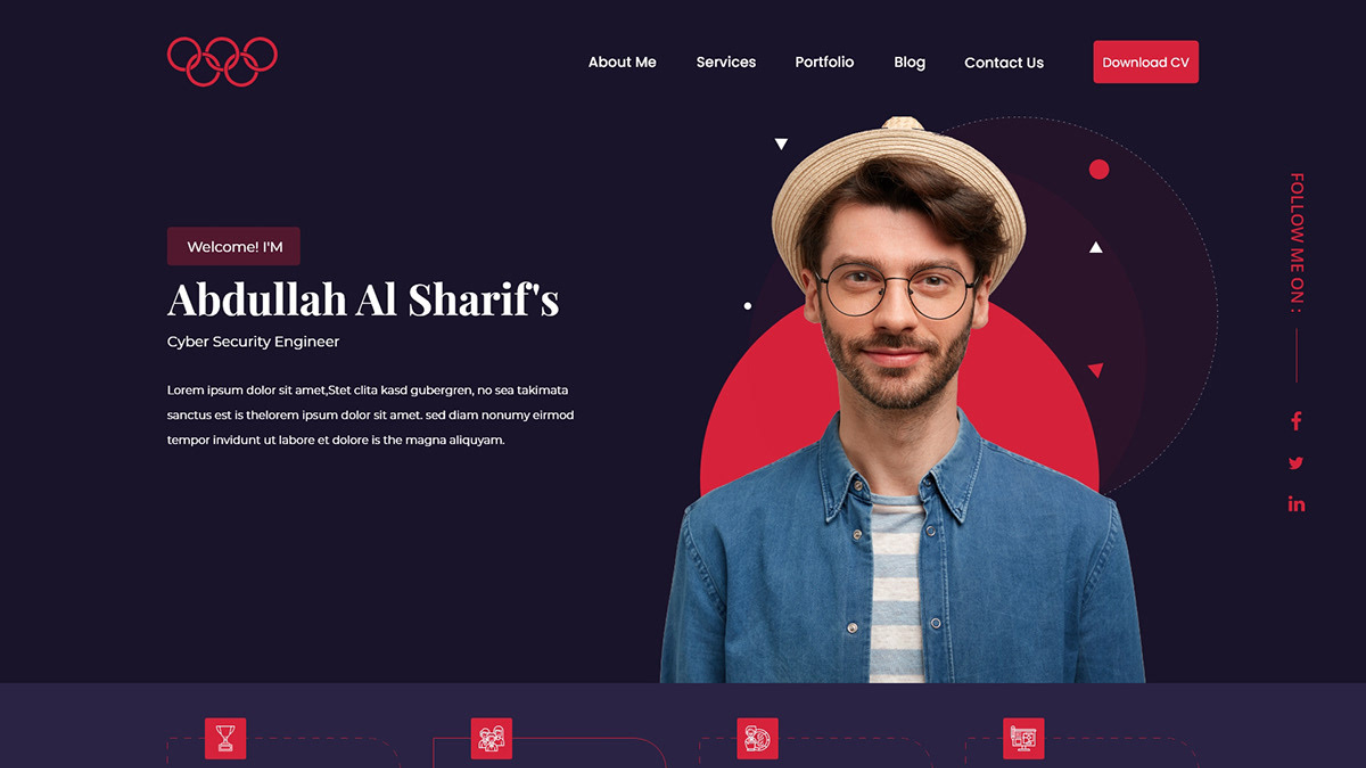 About Me Services Portfolio Blog Contact Us Download CV
Welcome! I'M
Abdullah Al Sharif's
Cyber Security Engineer
Lorem ipsum dolor sit amet,Stet clita kasd gubergren, no sea takimata
sanctus est is thelorem ipsum dolor sit amet. sed diam nonumy eirmod
tempor invidunt ut labore et dolore is the magna aliquyam.
FOLLOW ME ON :